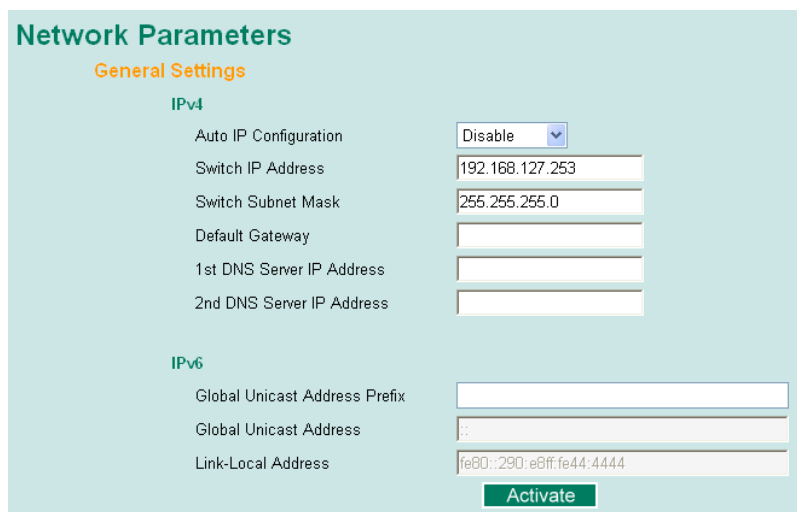 Network Parameters
General Settings
IPv4
Auto IP Configuration Disable
Switch IP Address 192.168.127.253
Switch Subnet Mask 255.255.255.0
Default Gateway
1st DNS Server IP Address
2nd DNS Server IP Address
IPv6
Global Unicast Address Prefix
Global Unicast Address ::
Link-Local Address fe80::290:e8ff:fe44:4444
Activate